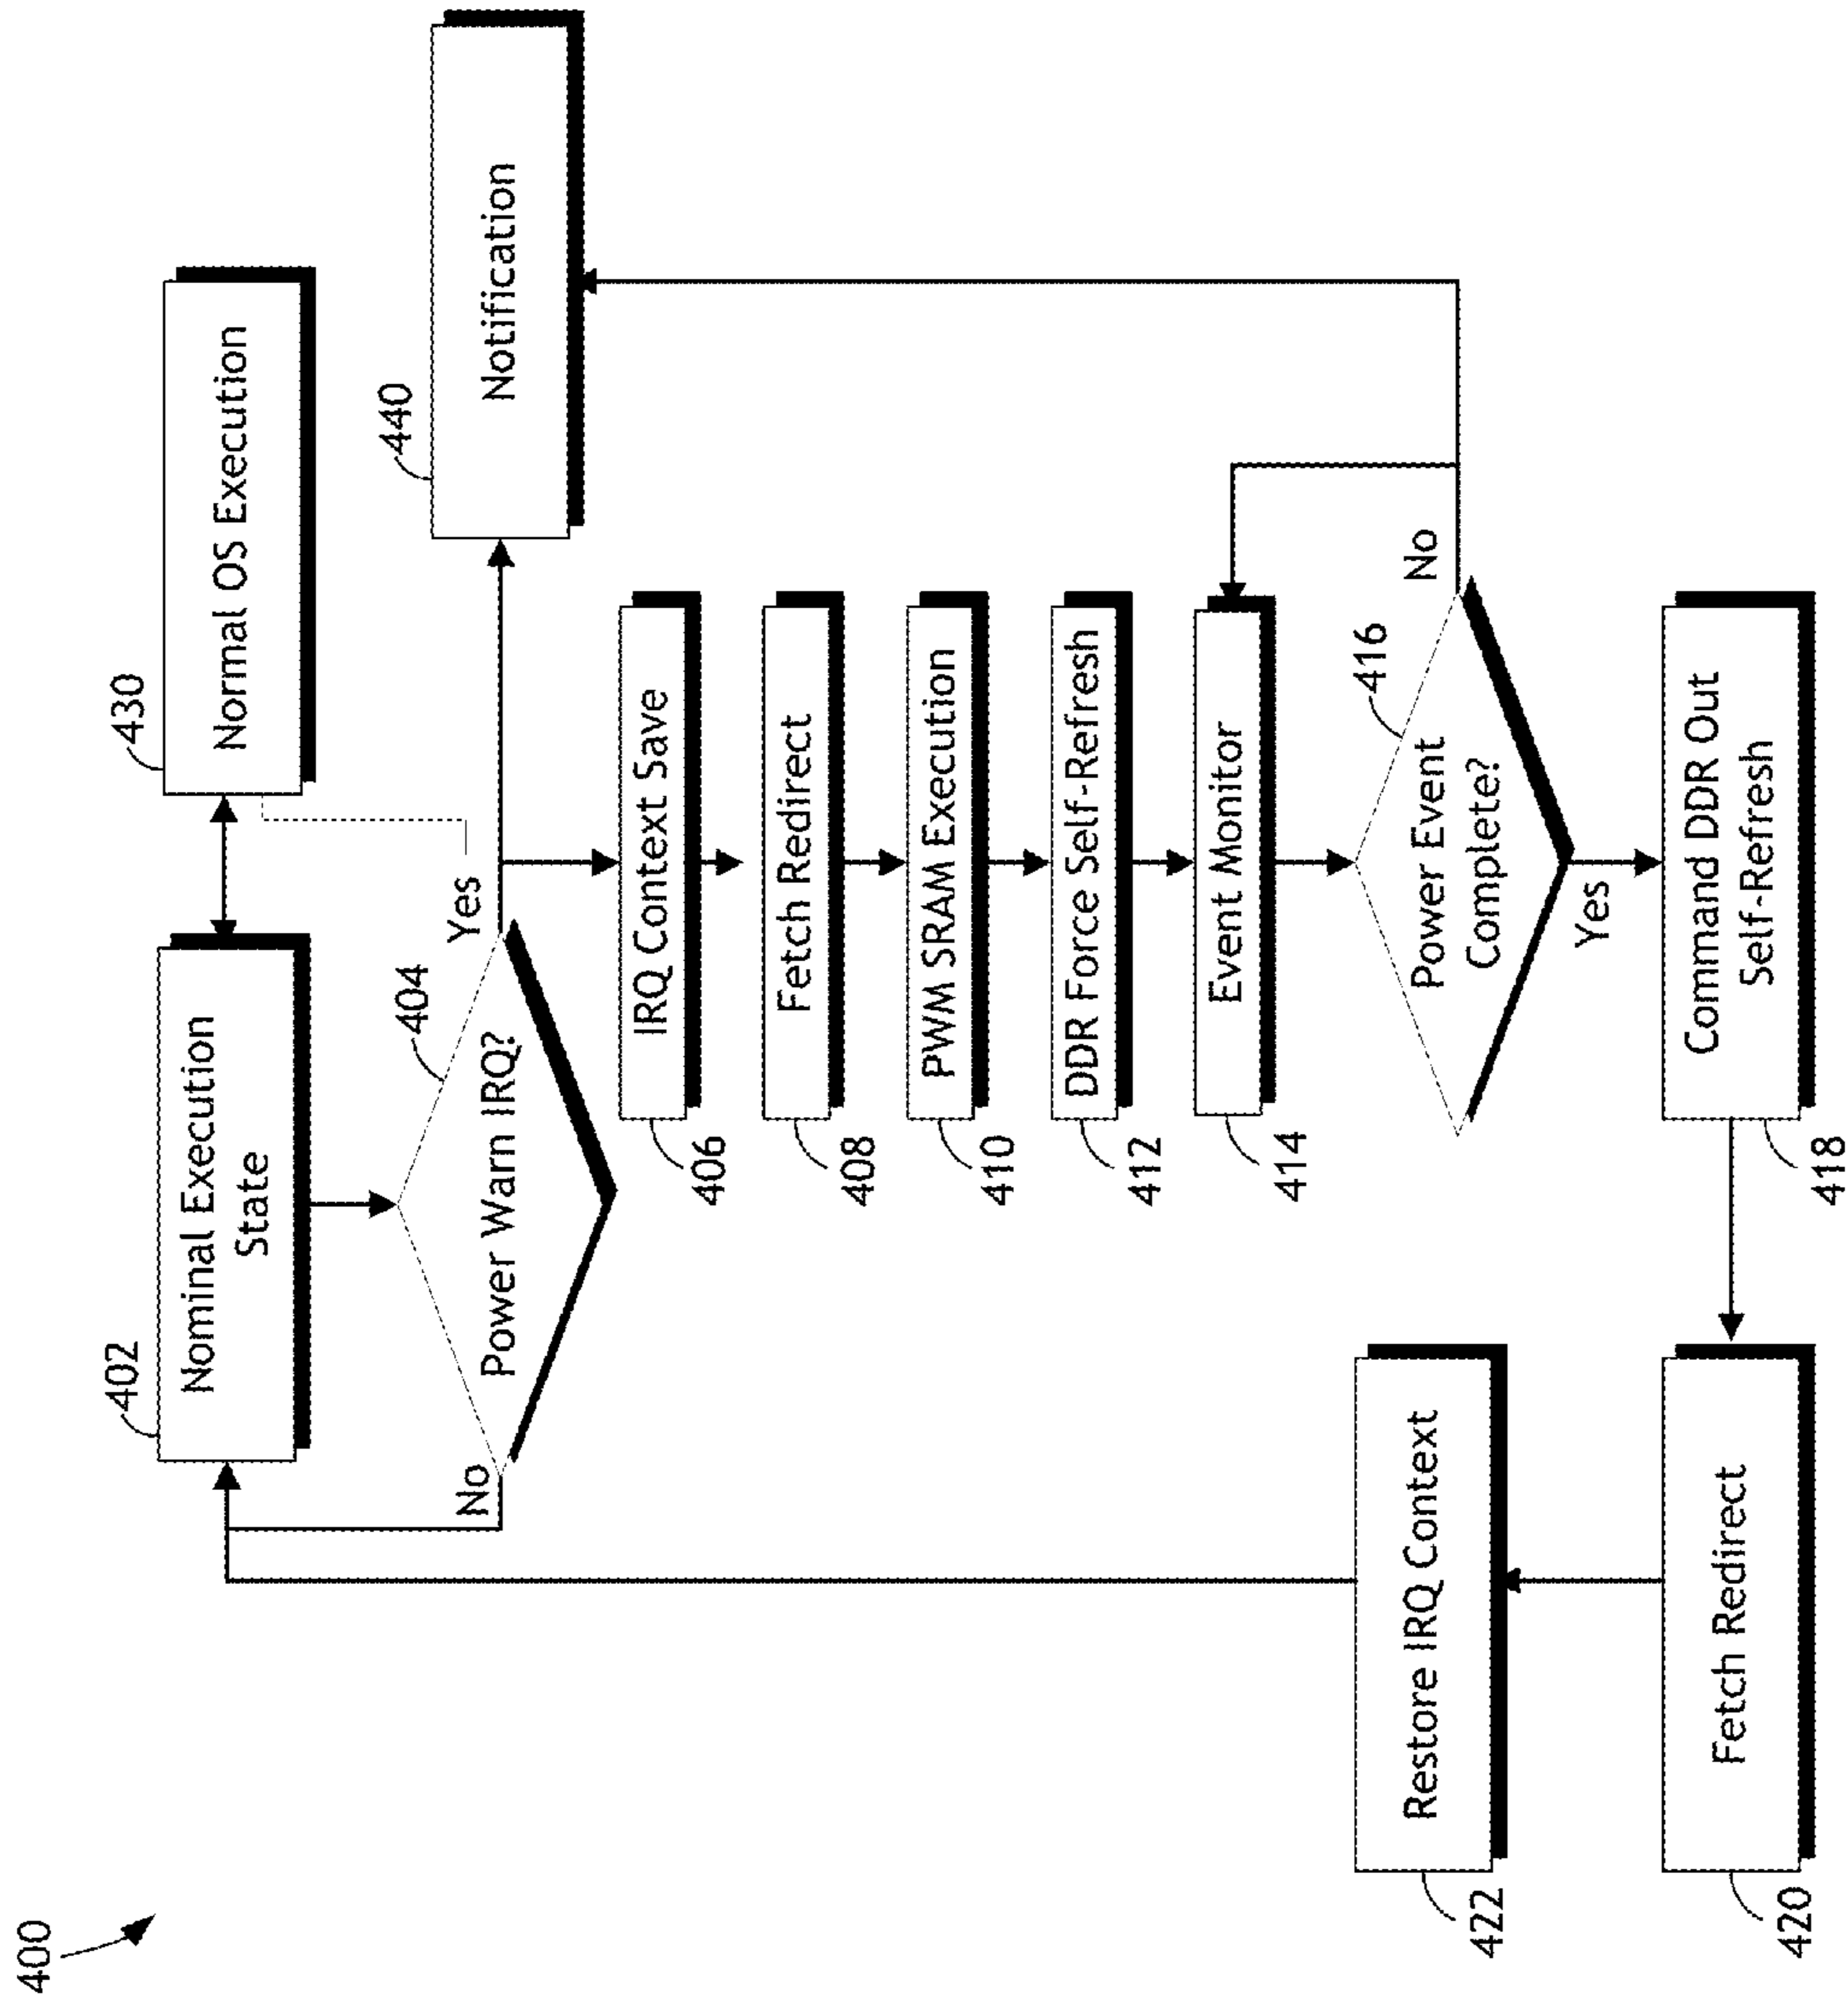 400
402
Nominal Execution
State
430
Normal OS Execution
404
Power Warn IRQ?
No
Yes
440
Notification
406
IRQ Context Save
408
Fetch Redirect
410
PWM SRAM Execution
412
DDR Force Self-Refresh
414
Event Monitor
416
Power Event
Complete?
No
Yes
418
Command DDR Out
Self-Refresh
422
Restore IRQ Context
420
Fetch Redirect